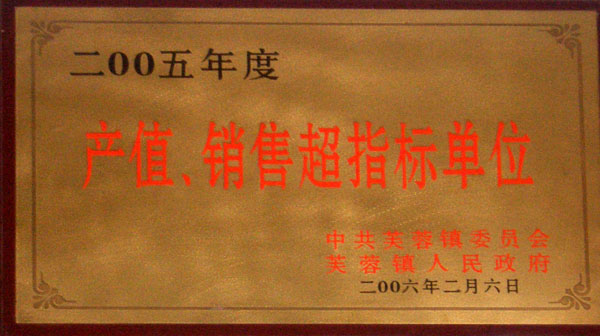 二00五年度
产值、销售超指标单位
中共芙蓉镇委员会
芙蓉镇人民政府
二00六年二月六日